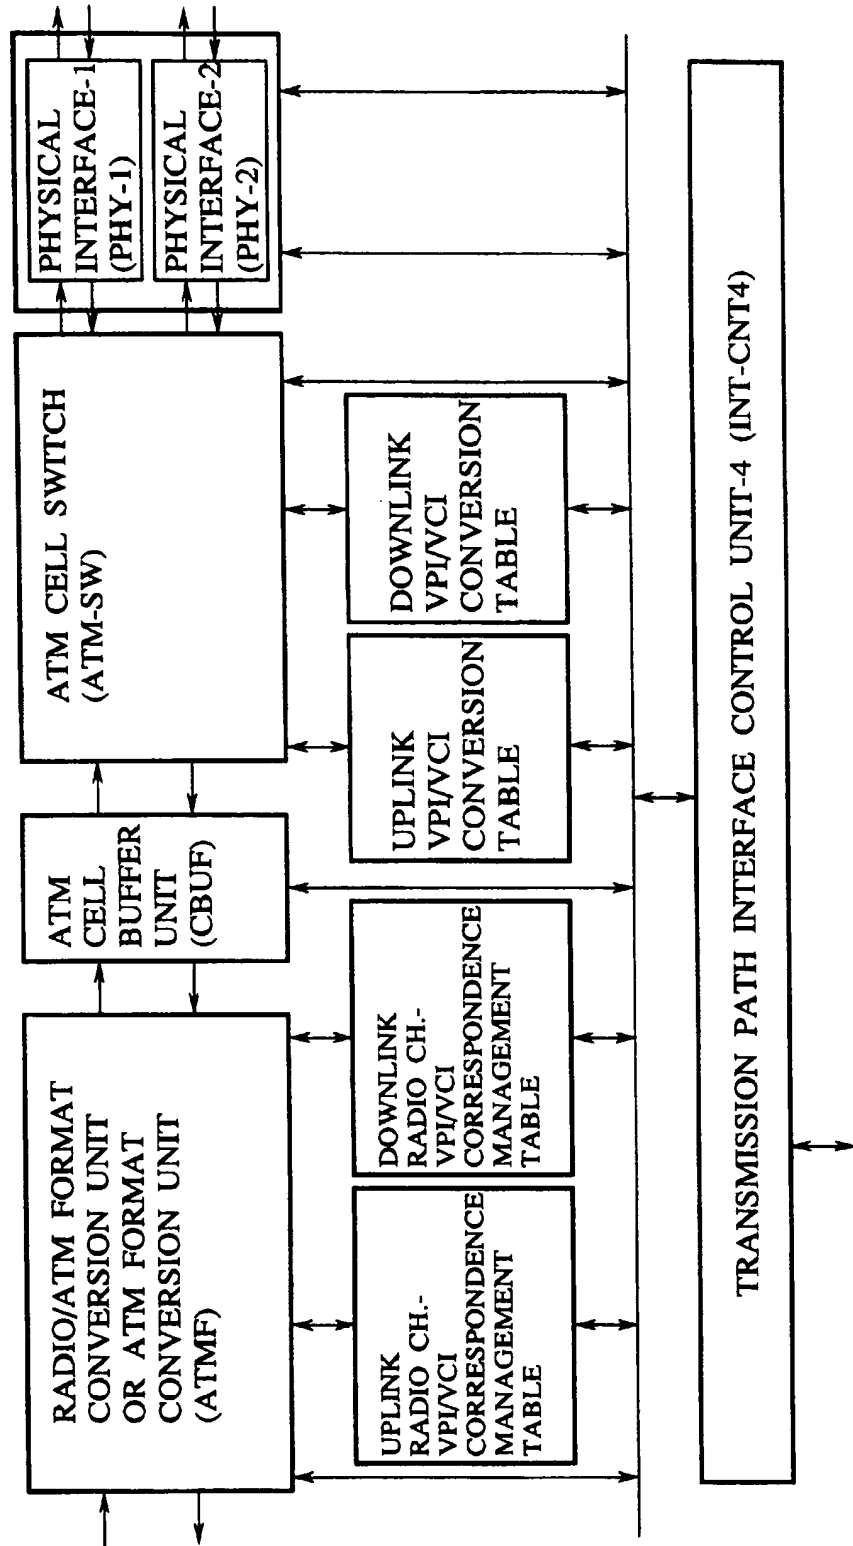 RADIO/ATM FORMAT
CONVERSION UNIT
OR ATM FORMAT
CONVERSION UNIT
(ATMF)
ATM
CELL
BUFFER
UNIT
(CBUF)
ATM CELL SWITCH
(ATM-SW)
PHYSICAL
INTERFACE-1
(PHY-1)
PHYSICAL
INTERFACE-2
(PHY-2)
UPLINK
RADIO CH.-
VPI/VCI
CORRESPONDENCE
MANAGEMENT
TABLE
DOWNLINK
RADIO CH.-
VPI/VCI
CORRESPONDENCE
MANAGEMENT
TABLE
UPLINK
VPI/VCI
CONVERSION
TABLE
DOWNLINK
VPI/VCI
CONVERSION
TABLE
TRANSMISSION PATH INTERFACE CONTROL UNIT-4 (INT-CNT4)